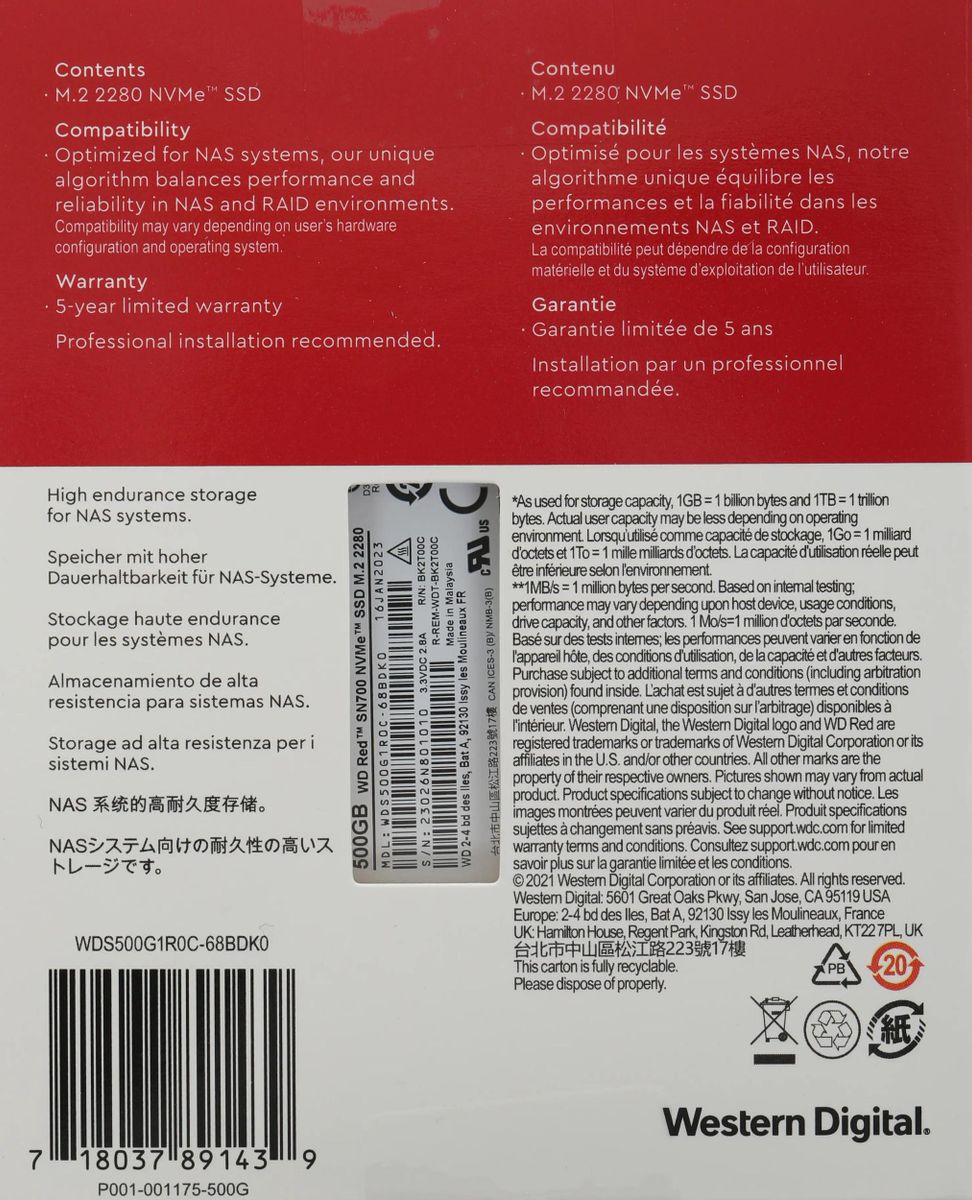 Contents
· M.2 2280 NVMe™ SSD
Compatibility
· Optimized for NAS systems, our unique
algorithm balances performance and
reliability in NAS and RAID environments.
Compatibility may vary depending on user's hardware
configuration and operating system.
Warranty
· 5-year limited warranty
Professional installation recommended.
Contenu
· M.2 2280 NVMe™ SSD
Compatibilité
· Optimisé pour les systèmes NAS, notre
algorithme unique équilibre les
performances et la fiabilité dans les
environnements NAS et RAID.
La compatibilité peut dépendre de la configuration
matérielle et du système d'exploitation de l'utilisateur.
Garantie
· Garantie limitée de 5 ans
Installation par un professionnel
recommandée.
High endurance storage
for NAS systems.
Speicher mit hoher
Dauerhaltbarkeit für NAS-Systeme.
Stockage haute endurance
pour les systèmes NAS.
Almacenamiento de alta
resistencia para sistemas NAS.
Storage ad alta resistenza per i
sistemi NAS.
NAS 系统的高耐久度存储。
NASシステム向けの耐久性の高いス
トレージです。
500GB WD Red™ SN700 NVMe™ SSD M.2 2280
MDL: WDS500G1R0C-68BDK0 16JAN2023
S/N: 23026N801010 3.3VDC 2.8A R/N: BK2T00C
R-REM-WDT-BK2T00C
Made in Malaysia
WD 2-4 bd des Iles, Bat A, 92130 Issy les Moulineaux FR
台北市中山區松江路223號17樓 CAN ICES-3 (B)/ NMB-3(B)
c US
*As used for storage capacity, 1GB = 1 billion bytes and 1TB = 1 trillion
bytes. Actual user capacity may be less depending on operating
environment. Lorsqu'utilisé comme capacité de stockage, 1Go = 1 milliard
d'octets et 1To = 1 mille milliards d'octets. La capacité d'utilisation réelle peut
être inférieure selon l'environnement.
**1MB/s = 1 million bytes per second. Based on internal testing;
performance may vary depending upon host device, usage conditions,
drive capacity, and other factors. 1 Mo/s=1 million d'octets par seconde.
Basé sur des tests internes; les performances peuvent varier en fonction de
l'appareil hôte, des conditions d'utilisation, de la capacité et d'autres facteurs.
Purchase subject to additional terms and conditions (including arbitration
provision) found inside. L'achat est sujet à d'autres termes et conditions
de ventes (comprenant une disposition sur l'arbitrage) disponibles à
l'intérieur. Western Digital, the Western Digital logo and WD Red are
registered trademarks or trademarks of Western Digital Corporation or its
affiliates in the U.S. and/or other countries. All other marks are the
property of their respective owners. Pictures shown may vary from actual
product. Product specifications subject to change without notice. Les
images montrées peuvent varier du produit réel. Produit specifications
sujettes à changement sans préavis. See support.wdc.com for limited
warranty terms and conditions. Consultez support.wdc.com pour en
savoir plus sur la garantie limitée et les conditions.
© 2021 Western Digital Corporation or its affiliates. All rights reserved.
Western Digital: 5601 Great Oaks Pkwy, San Jose, CA 95119 USA
Europe: 2-4 bd des Iles, Bat A, 92130 Issy les Moulineaux, France
UK: Hamilton House, Regent Park, Kingston Rd, Leatherhead, KT22 7PL, UK
台北市中山區松江路223號17樓
This carton is fully recyclable.
Please dispose of properly.
PB
20
紙
WDS500G1R0C-68BDK0
7 18037 89143 9
P001-001175-500G
Western Digital®